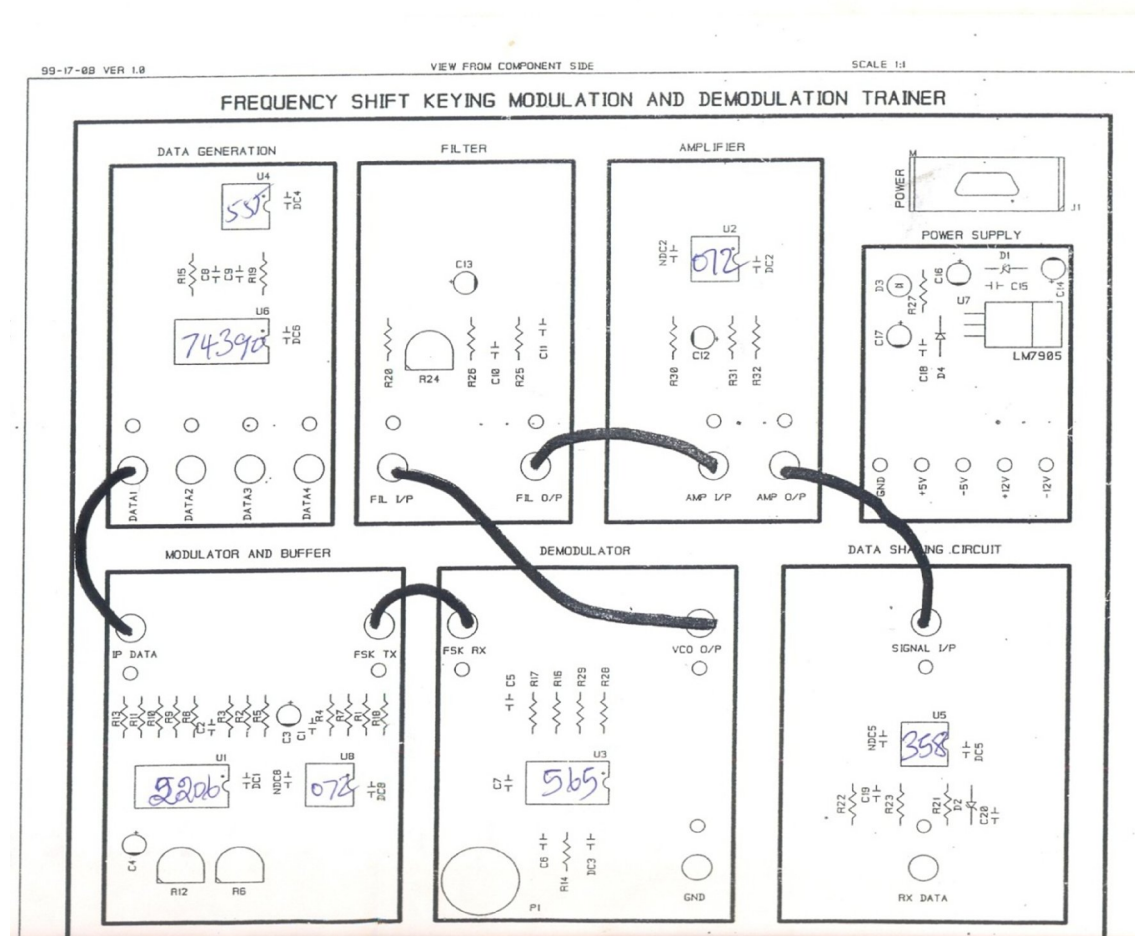 99-17-08 VER 1.0
VIEW FROM COMPONENT SIDE
SCALE 1:1
FREQUENCY SHIFT KEYING MODULATION AND DEMODULATION TRAINER
DATA GENERATION
U4
DC4
R15
C8
C9
R19
U6
74390
DC6
DATA1
DATA2
DATA3
DATA4
FILTER
C13
R20
R24
R26
C10
R25
C11
FIL I/P
FIL O/P
AMPLIFIER
U2
NDC2
072
DC2
R30
C12
R31
R32
AMP I/P
AMP O/P
POWER
M
J1
POWER SUPPLY
D3
R27
C16
D1
C15
C14
U7
C17
C18
D4
LM7905
GND
+5V
-5V
+12V
-12V
MODULATOR AND BUFFER
IP DATA
FSK TX
R13
R11
R10
R9
R8
C2
R3
R2
R5
C3
C1
R4
R7
R1
R18
U1
2206
DC1
NDC8
U8
072
DC8
C4
R12
R6
DEMODULATOR
FSK RX
VCO O/P
C5
R17
R16
R29
R28
U3
C7
565
C6
R14
DC3
P1
GND
DATA SHAPING CIRCUIT
SIGNAL I/P
U5
NDC5
358
DC5
R22
C19
R23
R21
D2
C20
RX DATA